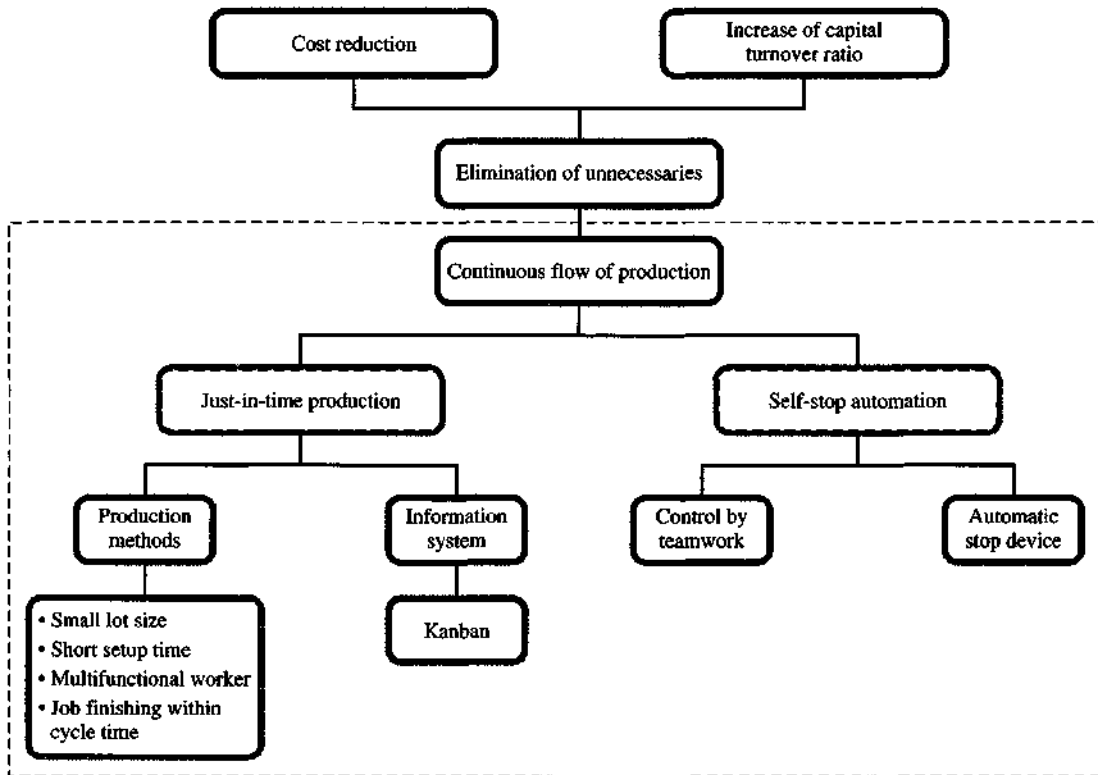 Cost reduction
Increase of capital
turnover ratio
Elimination of unnecessaries
Continuous flow of production
Just-in-time production
Self-stop automation
Production
methods
Information
system
Control by
teamwork
Automatic
stop device
• Small lot size
• Short setup time
• Multifunctional worker
• Job finishing within
cycle time
Kanban